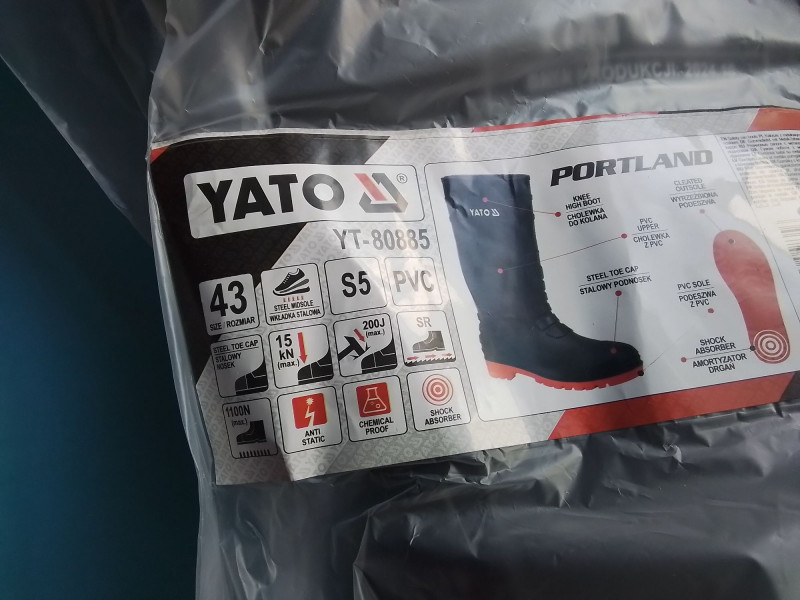 PRODUKCJI: 2024
YATO ®
YT-80885
43
SIZE / ROZMIAR
STEEL MIDSOLE
WKŁADKA STALOWA
S5
PVC
STEEL TOE CAP
STALOWY
NOSEK
15
kN
(max.)
200J
(max.)
SR
1100N
(max.)
ANTI
STATIC
CHEMICAL
PROOF
SHOCK
ABSORBER
PORTLAND
YATO
KNEE
HIGH BOOT
CHOLEWKA
DO KOLANA
PVC
UPPER
CHOLEWKA
Z PVC
STEEL TOE CAP
STALOWY PODNOSEK
CLEATED
OUTSOLE
WYRZEŹBIONA
PODESZWA
PVC SOLE
PODESZWA
Z PVC
SHOCK
ABSORBER
AMORTYZATOR
DRGAŃ